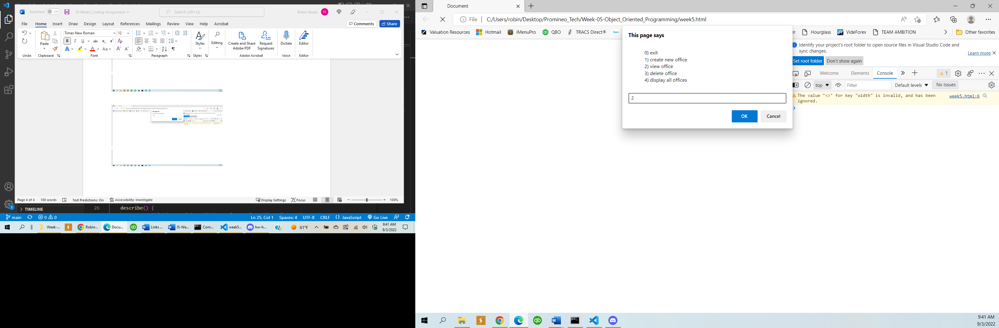 AutoSave Off JS-Week5_Coding-Assignment Search (Alt+Q) Robin Straka RS
File Home Insert Draw Design Layout References Mailings Review View Help Acrobat Comments Share
Times New Roman 12
Paste
B I U ab x₂ x²
A A Aa A A
Styles Editing Create and Share Adobe PDF Request Signatures Dictate Editor
Undo Clipboard Font Paragraph Styles Adobe Acrobat Voice Editor
Page 4 of 4 180 words Text Predictions: On Accessibility: Investigate Display Settings Focus 100%
TIMELINE 26 describe() {
main 0 0 Ln 25, Col 1 Spaces: 4 UTF-8 CRLF {} JavaScript Go Live
Week-... Robin... Docu... qb Links ... JS-We... Com... week5... hw-h... 61°F 9:41 AM
9/3/2022
Document
File C:/Users/robin/Desktop/Promineo_Tech/Week-05-Object_Oriented_Programming/week5.html
Valuation Resources Hotmail iMenuPro QBO TRACS Direct® Sysco er Hourglass VideForex TEAM AMBITION Other favorites
This page says
0) exit
1) create new office
2) view office
3) delete office
4) display all offices
2
OK Cancel
Identify your project's root folder to open source files in Visual Studio Code and
sync changes. Learn more
Set root folder Don't show again
Welcome Elements Console 1
top Filter Default levels No Issues
The value "<>" for key "width" is invalid, and has been week5.html:6
ignored.
9:41 AM
9/3/2022